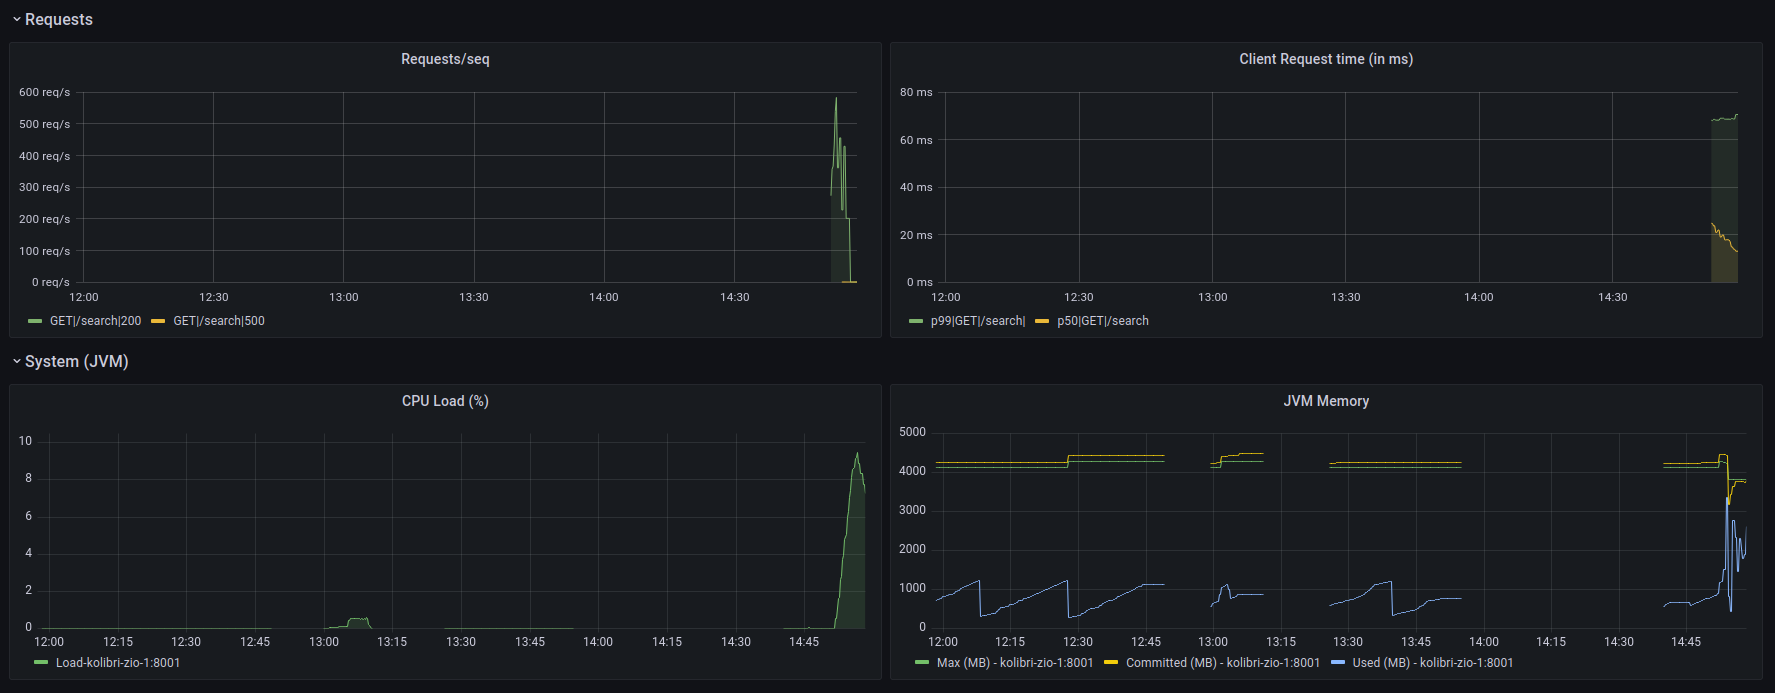 Requests
Requests/seq
600 req/s
500 req/s
400 req/s
300 req/s
200 req/s
100 req/s
0 req/s
12:00 12:30 13:00 13:30 14:00 14:30
GET|/search|200 GET|/search|500
Client Request time (in ms)
80 ms
60 ms
40 ms
20 ms
0 ms
12:00 12:30 13:00 13:30 14:00 14:30
p99|GET|/search| p50|GET|/search
System (JVM)
CPU Load (%)
10
8
6
4
2
0
12:00 12:15 12:30 12:45 13:00 13:15 13:30 13:45 14:00 14:15 14:30 14:45
Load-kolibri-zio-1:8001
JVM Memory
5000
4000
3000
2000
1000
0
12:00 12:15 12:30 12:45 13:00 13:15 13:30 13:45 14:00 14:15 14:30 14:45
Max (MB) - kolibri-zio-1:8001 Committed (MB) - kolibri-zio-1:8001 Used (MB) - kolibri-zio-1:8001